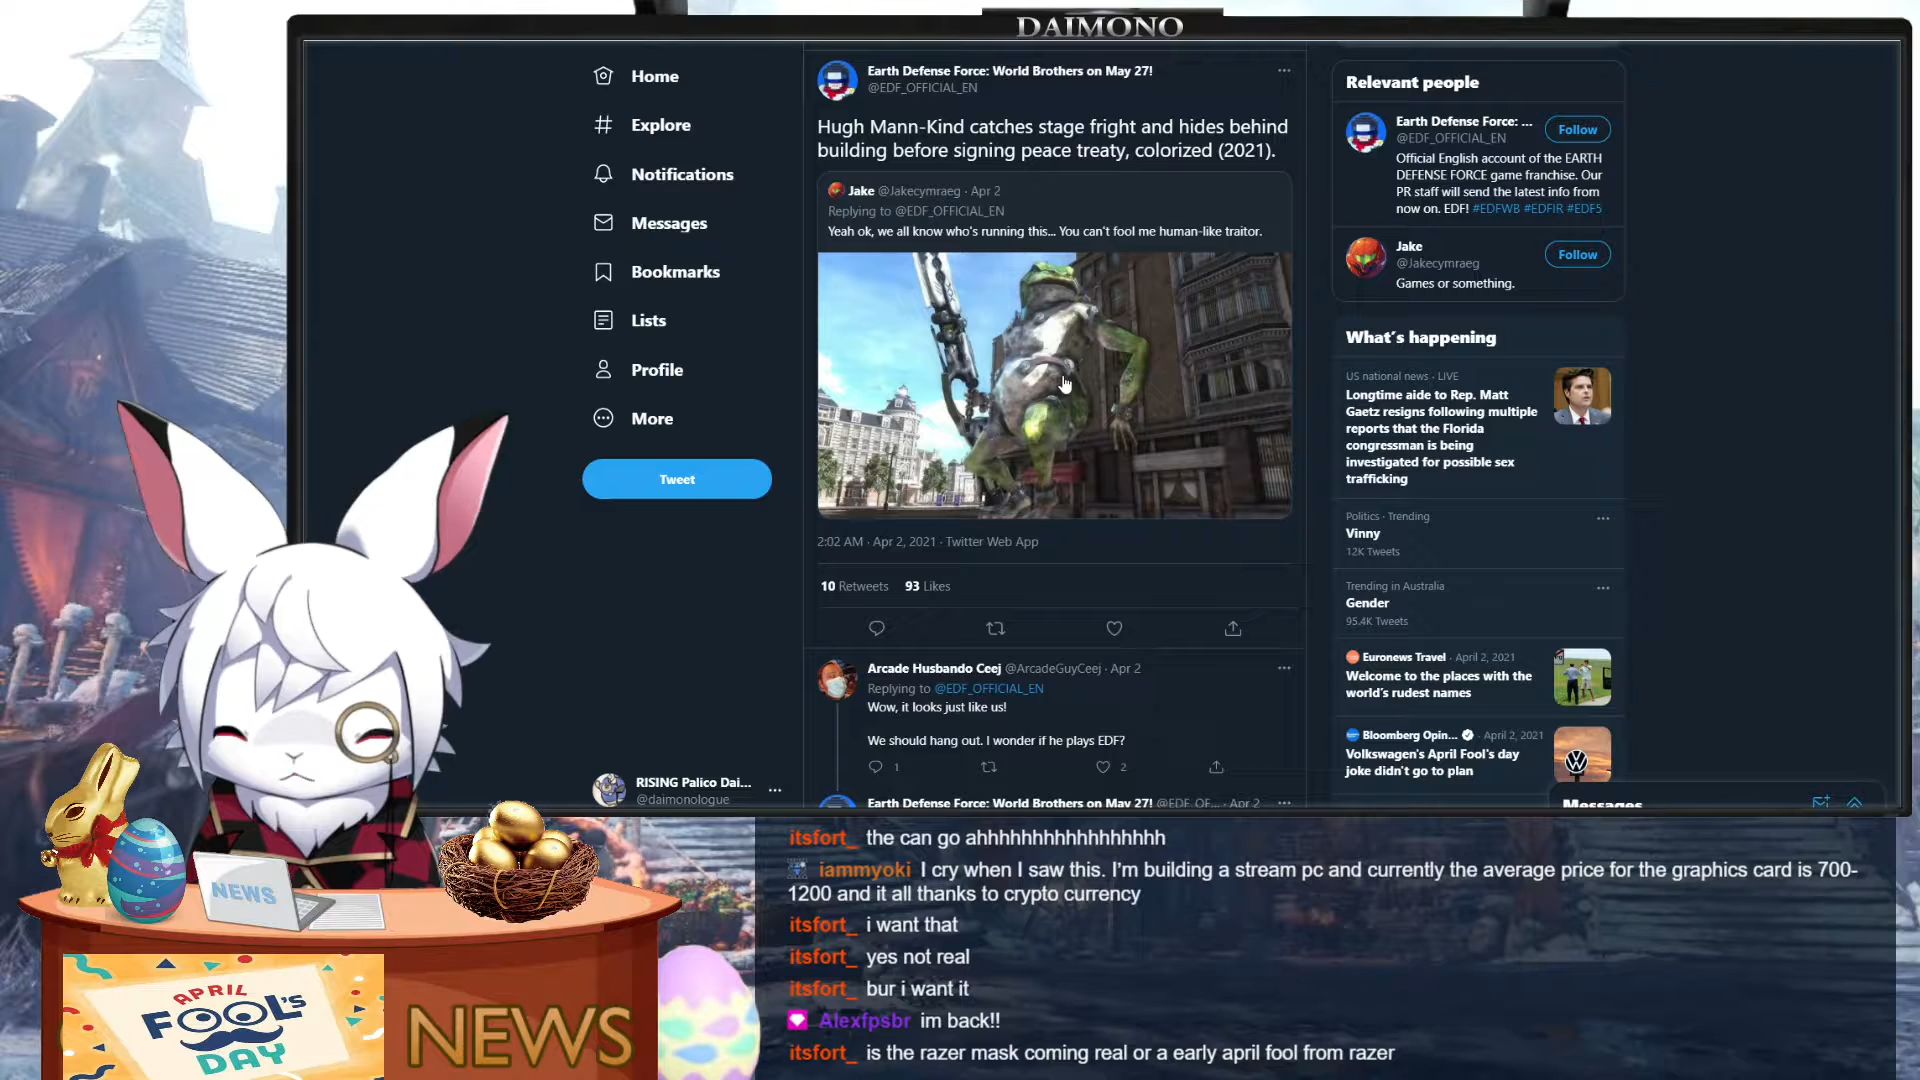 DAIMONO
Home
Explore
Notifications
Messages
Bookmarks
Lists
Profile
More
Tweet
RISING Palico Dai...
@daimonologue
Earth Defense Force: World Brothers on May 27!
@EDF_OFFICIAL_EN
Hugh Mann-Kind catches stage fright and hides behind
building before signing peace treaty, colorized (2021).
Jake @Jakecymraeg · Apr 2
Replying to @EDF_OFFICIAL_EN
Yeah ok, we all know who's running this... You can't fool me human-like traitor.
2:02 AM · Apr 2, 2021 · Twitter Web App
10 Retweets 93 Likes
Arcade Husbando Ceej @ArcadeGuyCeej · Apr 2
Replying to @EDF_OFFICIAL_EN
Wow, it looks just like us!
We should hang out. I wonder if he plays EDF?
1 2
Earth Defense Force: World Brothers on May 27! @EDF_OF... · Apr 2
Relevant people
Earth Defense Force: ...
@EDF_OFFICIAL_EN
Follow
Official English account of the EARTH
DEFENSE FORCE game franchise. Our
PR staff will send the latest info from
now on. EDF! #EDFWB #EDFIR #EDF5
Jake
@Jakecymraeg
Follow
Games or something.
What's happening
US national news · LIVE
Longtime aide to Rep. Matt
Gaetz resigns following multiple
reports that the Florida
congressman is being
investigated for possible sex
trafficking
Politics · Trending
Vinny
12K Tweets
Trending in Australia
Gender
95.4K Tweets
Euronews Travel · April 2, 2021
Welcome to the places with the
world's rudest names
Bloomberg Opin... · April 2, 2021
Volkswagen's April Fool's day
joke didn't go to plan
Messages
itsfort_ the can go ahhhhhhhhhhhhhhhhh
iammyoki I cry when I saw this. I'm building a stream pc and currently the average price for the graphics card is 700-
1200 and it all thanks to crypto currency
itsfort_ i want that
itsfort_ yes not real
itsfort_ bur i want it
Alexfpsbr im back!!
itsfort_ is the razer mask coming real or a early april fool from razer
NEWS
APRIL
FOOL'S
DAY
NEWS